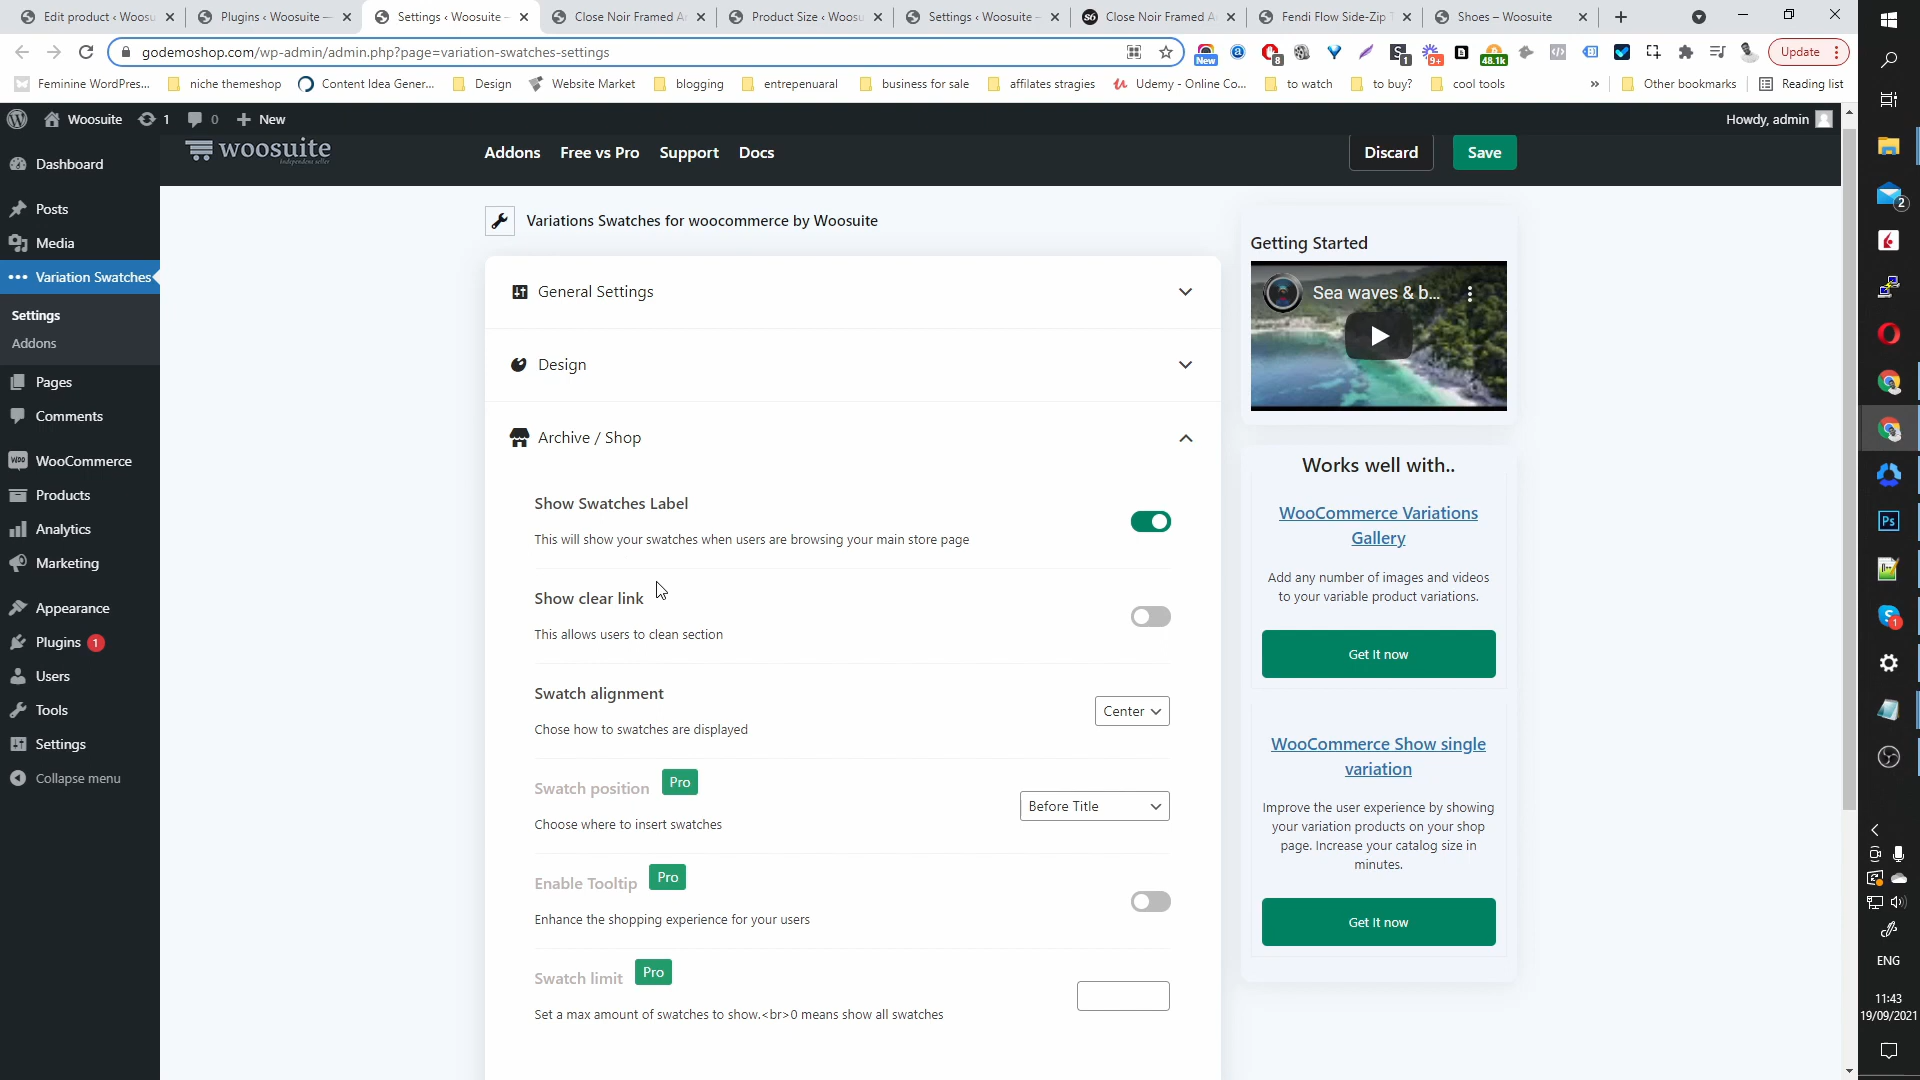 Edit product ‹ Woosu
Plugins ‹ Woosuite —
Settings ‹ Woosuite —
Close Noir Framed A
Product Size ‹ Woosu
Settings ‹ Woosuite —
Close Noir Framed A
Fendi Flow Side-Zip T
Shoes – Woosuite
godemoshop.com/wp-admin/admin.php?page=variation-swatches-settings
New
8
1
9+
48.1k
Update
Feminine WordPres...
niche themeshop
Content Idea Gener...
Design
Website Market
blogging
entrepenuaral
business for sale
affilates stragies
Udemy - Online Co...
to watch
to buy?
cool tools
»
Other bookmarks
Reading list
Woosuite
1
0
New
Howdy, admin
woosuite
independent seller
Addons
Free vs Pro
Support
Docs
Discard
Save
Dashboard
Posts
Media
Variation Swatches
Settings
Addons
Pages
Comments
WooCommerce
Products
Analytics
Marketing
Appearance
Plugins 1
Users
Tools
Settings
Collapse menu
Variations Swatches for woocommerce by Woosuite
General Settings
Design
Archive / Shop
Show Swatches Label
This will show your swatches when users are browsing your main store page
Show clear link
This allows users to clean section
Swatch alignment
Center
Chose how to swatches are displayed
Swatch position Pro
Before Title
Choose where to insert swatches
Enable Tooltip Pro
Enhance the shopping experience for your users
Swatch limit Pro
Set a max amount of swatches to show.<br>0 means show all swatches
Getting Started
Sea waves & b...
Works well with..
WooCommerce Variations
Gallery
Add any number of images and videos
to your variable product variations.
Get It now
WooCommerce Show single
variation
Improve the user experience by showing
your variation products on your shop
page. Increase your catalog size in
minutes.
Get It now
2
Ps
1
ENG
11:43
19/09/2021